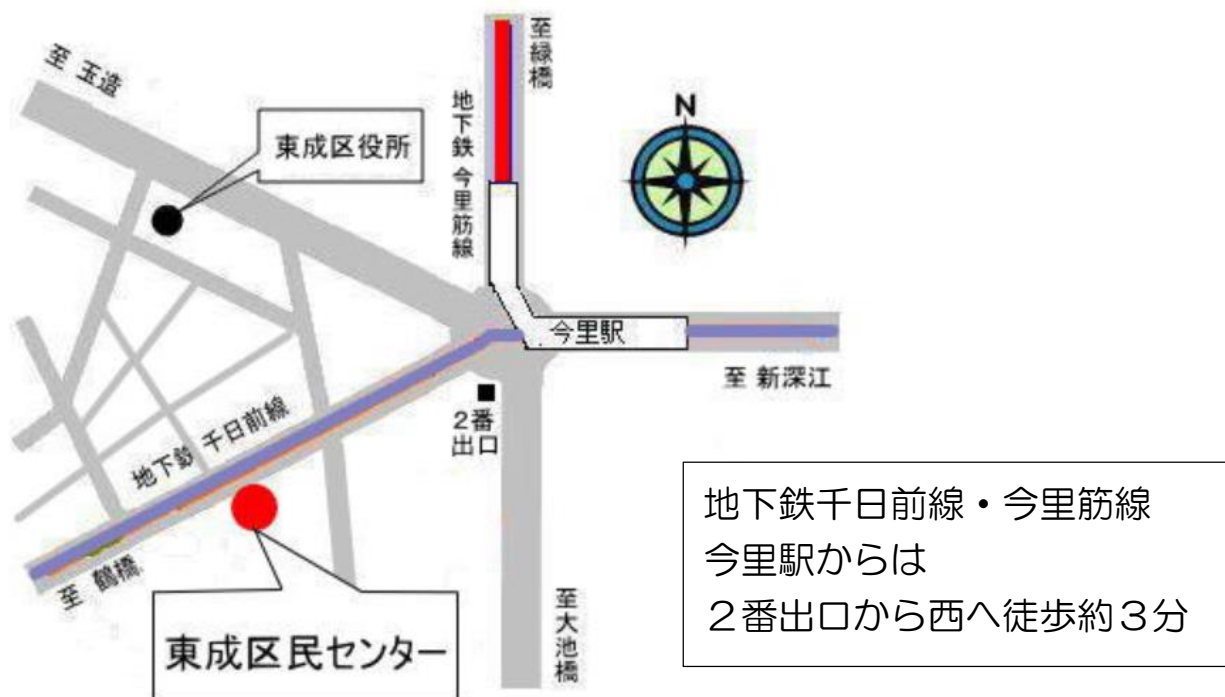 至 玉造
東成区役所
地下鉄 今里筋線
至緑橋
N
今里駅
至 新深江
2番
出口
地下鉄 千日前線
至 鶴橋
東成区民センター
至大池橋
地下鉄千日前線・今里筋線
今里駅からは
２番出口から西へ徒歩約３分